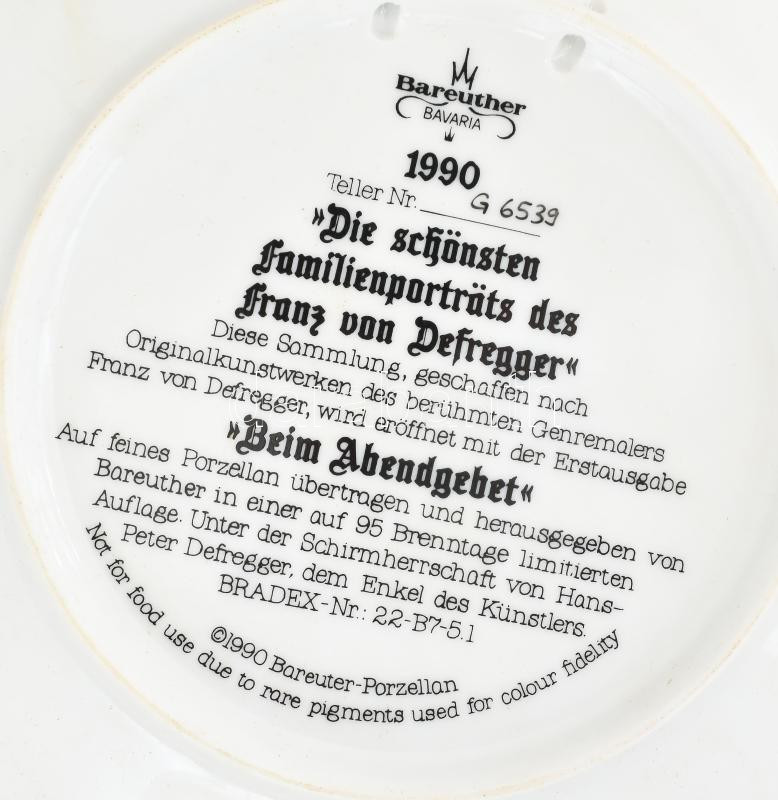 Bareuther
BAVARIA
1990
Teller Nr. G 6539
»Die schönsten
Familienporträts des
Franz von Defregger«
Diese Sammlung, geschaffen nach
Originalkunstwerken des berühmten Genremalers
Franz von Defregger, wird eröffnet mit der Erstausgabe
»Beim Abendgebet«
Auf feines Porzellan übertragen und herausgegeben von
Bareuther in einer auf 95 Brenntage limitierten
Auflage. Unter der Schirmherrschaft von Hans-
Peter Defregger, dem Enkel des Künstlers.
BRADEX-Nr.: 22-B7-5.1
©1990 Bareuter-Porzellan
Not for food use due to rare pigments used for colour fidelity